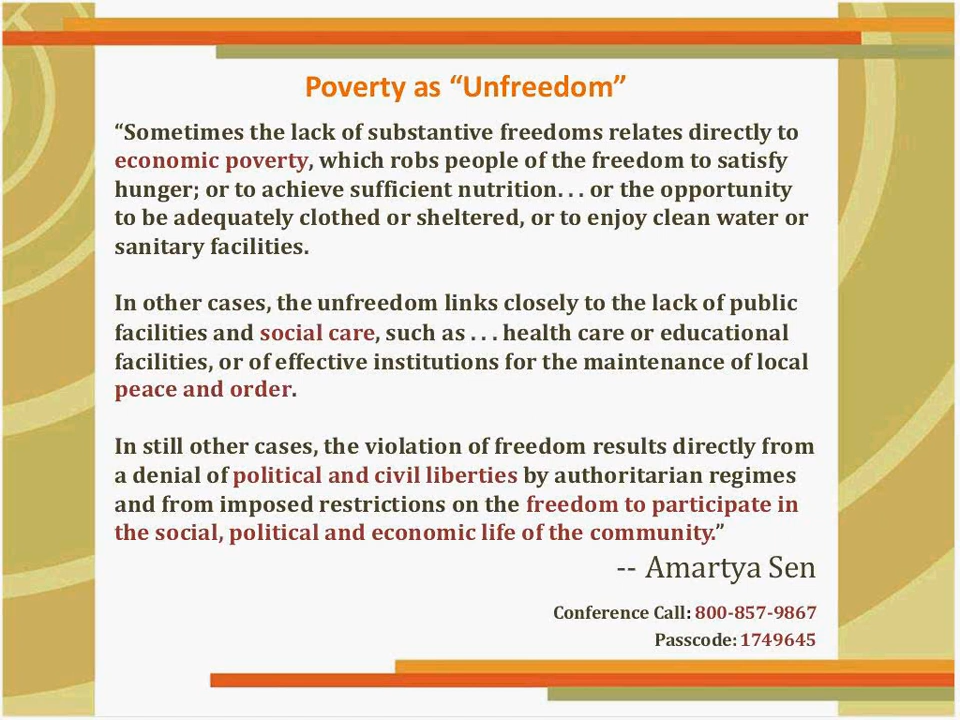 Poverty as “Unfreedom”
“Sometimes the lack of substantive freedoms relates directly to
economic poverty, which robs people of the freedom to satisfy
hunger; or to achieve sufficient nutrition. . . or the opportunity
to be adequately clothed or sheltered, or to enjoy clean water or
sanitary facilities.
In other cases, the unfreedom links closely to the lack of public
facilities and social care, such as . . . health care or educational
facilities, or of effective institutions for the maintenance of local
peace and order.
In still other cases, the violation of freedom results directly from
a denial of political and civil liberties by authoritarian regimes
and from imposed restrictions on the freedom to participate in
the social, political and economic life of the community.”
-- Amartya Sen
Conference Call: 800-857-9867
Passcode: 1749645